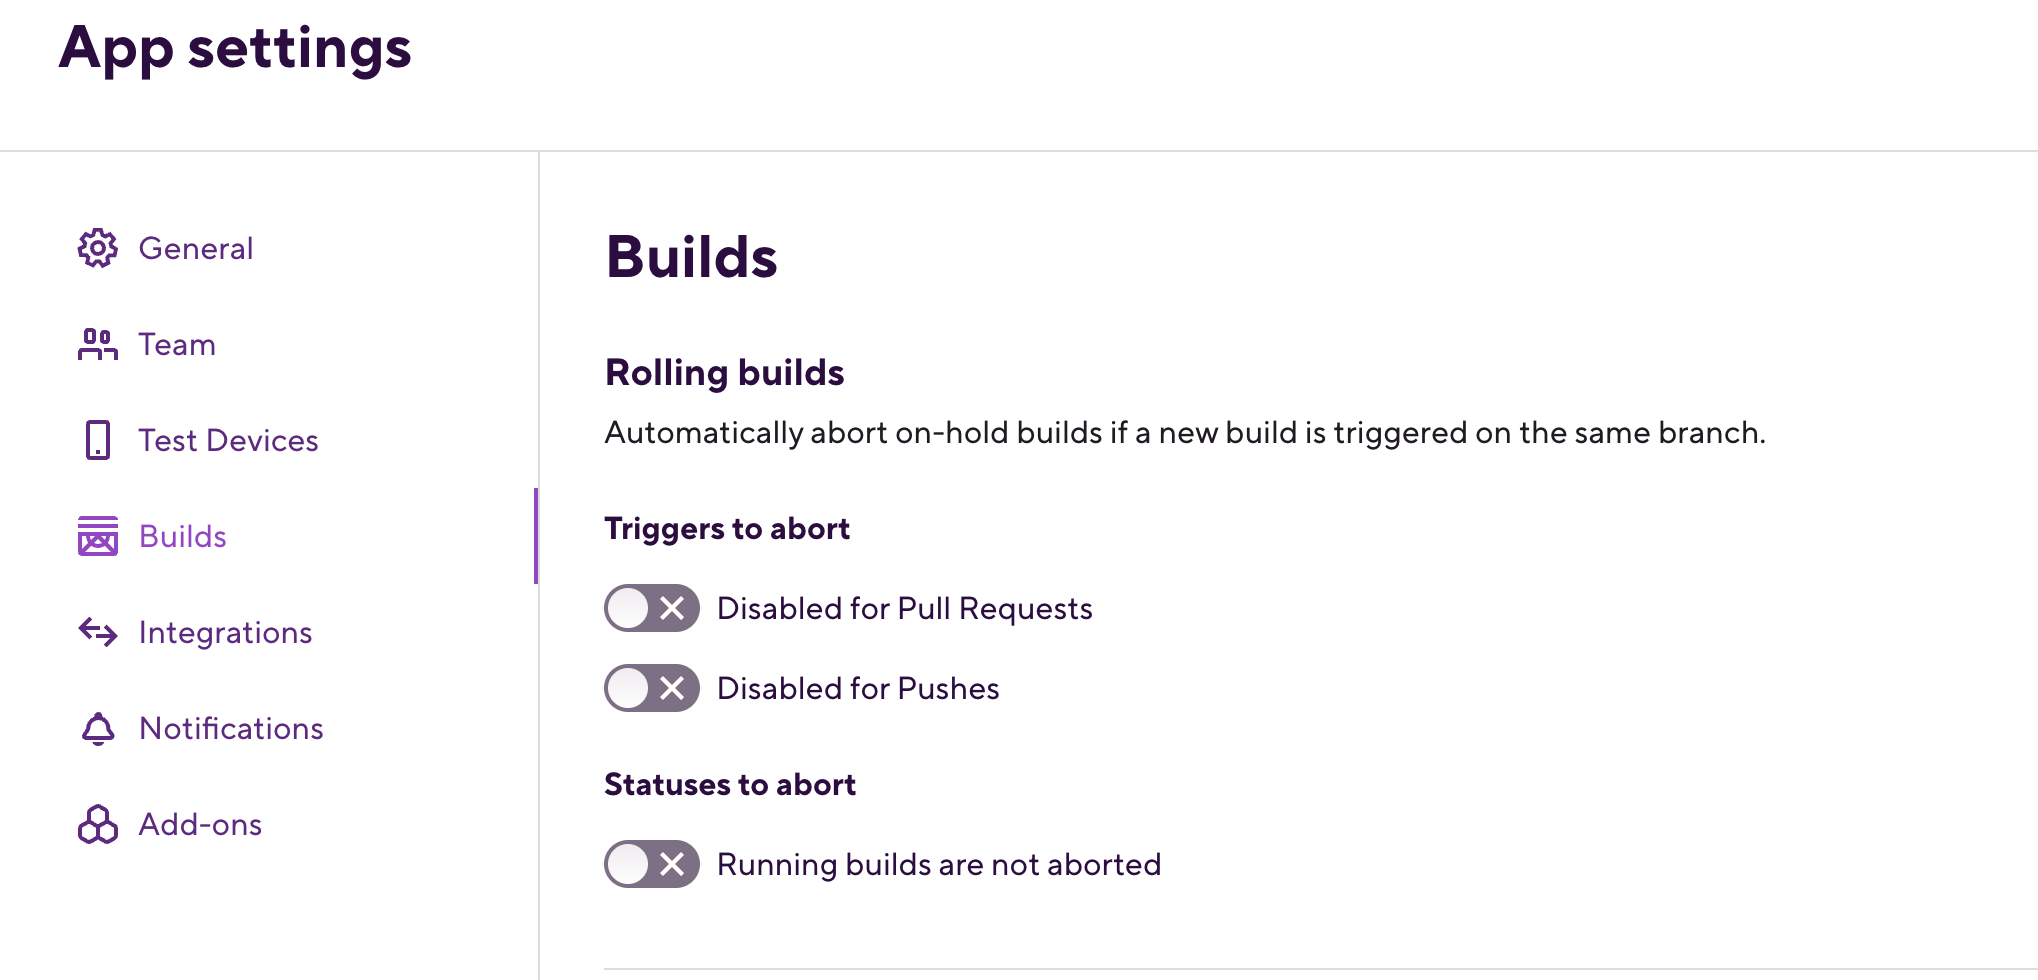 App settings
General
Team
Test Devices
Builds
Integrations
Notifications
Add-ons
Builds
Rolling builds
Automatically abort on-hold builds if a new build is triggered on the same branch.
Triggers to abort
Disabled for Pull Requests
Disabled for Pushes
Statuses to abort
Running builds are not aborted